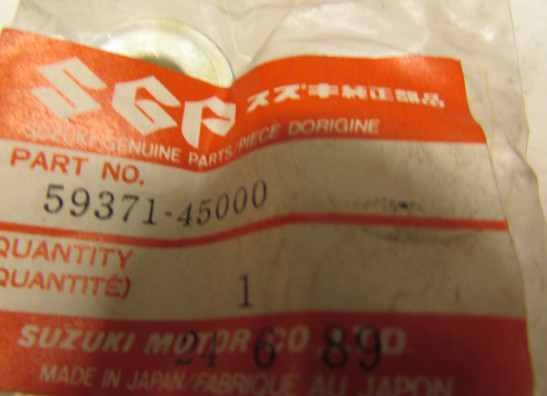 SGP スズキ純正部品
SUZUKI GENUINE PARTS/PIECE DORIGINE
PART NO.
59371-45000
QUANTITY
QUANTITÉ)
1
SUZUKI MOTOR CO.,LTD.
24 6 89
MADE IN JAPAN/FABRIQUE AU JAPON